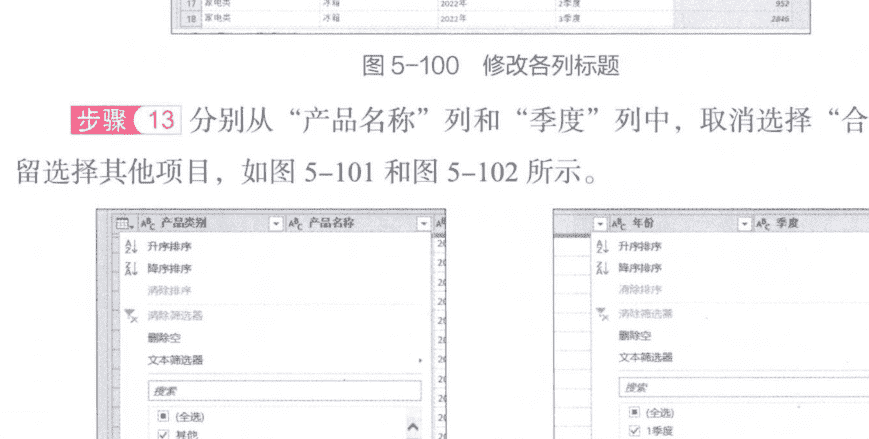 17 家电类 冰箱 2022年 2季度 952
18 家电类 冰箱 2022年 3季度 2846
图 5-100 修改各列标题
步骤 13 分别从“产品名称”列和“季度”列中，取消选择“合
留选择其他项目，如图 5-101 和图 5-102 所示。
ABC 产品类别 ABC 产品名称
升序排序
降序排序
清除排序
清除筛选器
删除空
文本筛选器
搜索
(全选)
其他
ABC 年份 ABC 季度
升序排序
降序排序
清除排序
清除筛选器
删除空
文本筛选器
搜索
(全选)
1季度